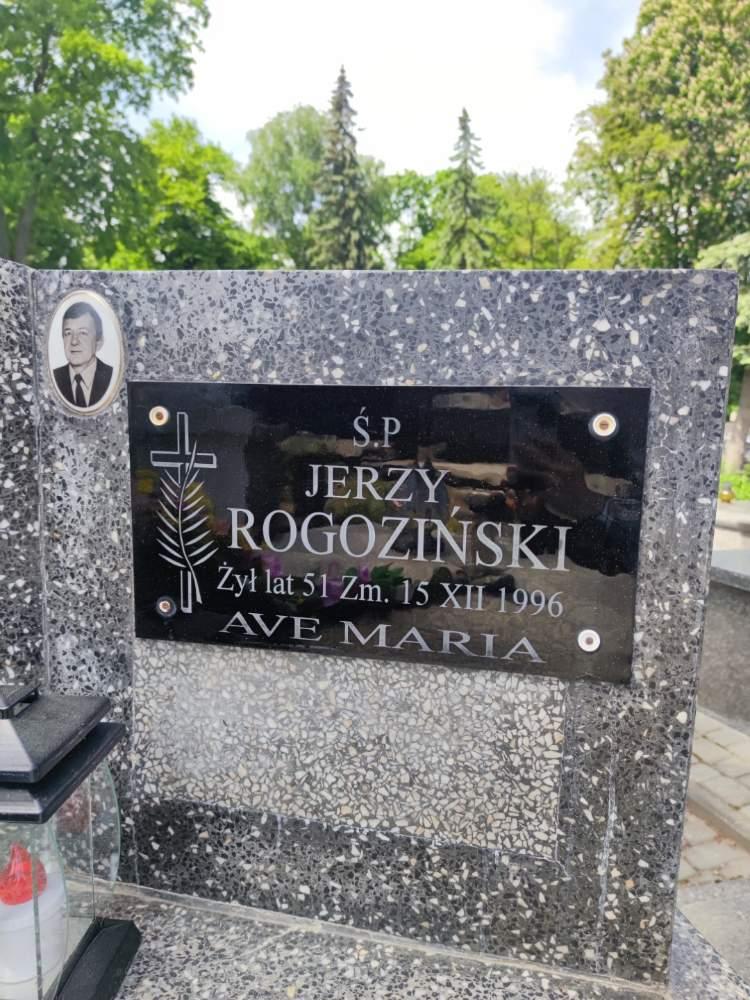 Ś.P
JERZY
ROGOZIŃSKI
Żył lat 51 Zm. 15 XII 1996
AVE MARIA